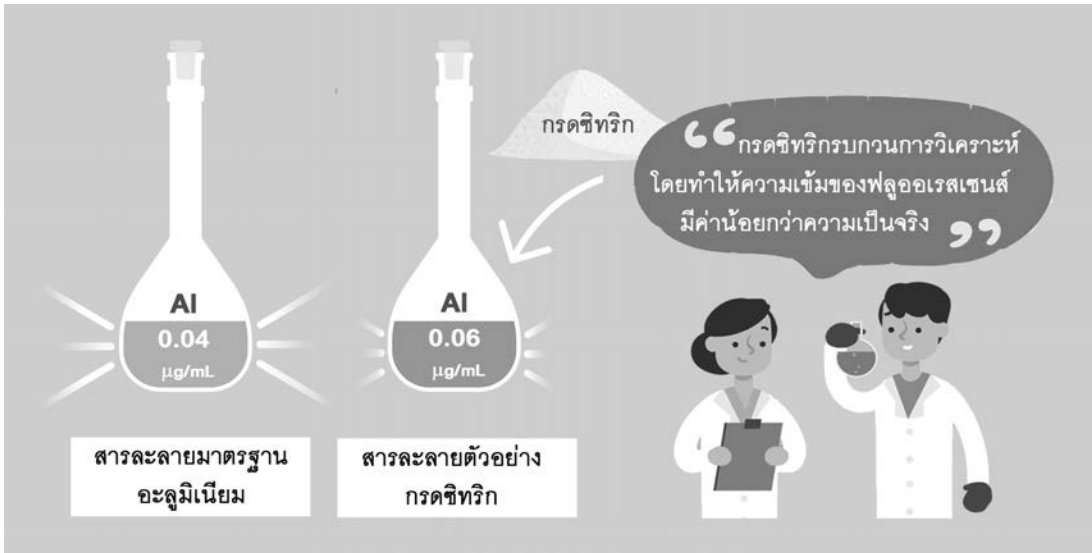 Al
0.04
µg/mL
สารละลายมาตรฐาน
อะลูมิเนียม
Al
0.06
µg/mL
สารละลายตัวอย่าง
กรดซิทริก
กรดซิทริก
“กรดซิทริกรบกวนการวิเคราะห์
โดยทำให้ความเข้มของฟลูออเรสเซนส์
มีค่าน้อยกว่าความเป็นจริง”